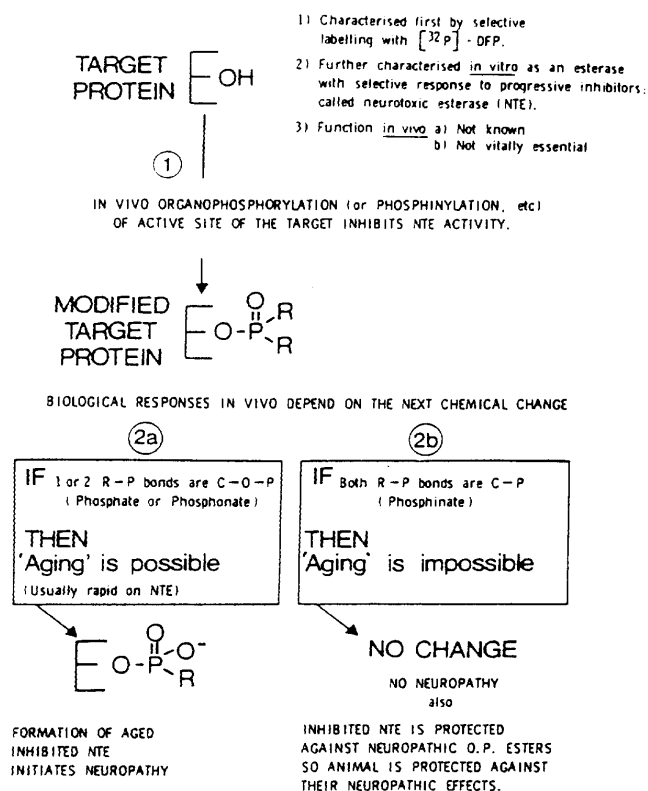 TARGET
PROTEIN
OH
1) Characterised first by selective
labelling with [32P] - DFP.
2) Further characterised in vitro as an esterase
with selective response to progressive inhibitors;
called neurotoxic esterase (NTE).
3) Function in vivo a) Not known
b) Not vitally essential
1
IN VIVO ORGANOPHOSPHORYLATION (or PHOSPHINYLATION, etc)
OF ACTIVE SITE OF THE TARGET INHIBITS NTE ACTIVITY.
MODIFIED
TARGET
PROTEIN
O
O-P
R
R
BIOLOGICAL RESPONSES IN VIVO DEPEND ON THE NEXT CHEMICAL CHANGE
2a
IF 1 or 2 R-P bonds are C-O-P
(Phosphate or Phosphonate)
THEN
'Aging' is possible
(Usually rapid on NTE)
O
O-P
O-
R
FORMATION OF AGED
INHIBITED NTE
INITIATES NEUROPATHY
2b
IF Both R-P bonds are C-P
(Phosphinate)
THEN
'Aging' is impossible
NO CHANGE
NO NEUROPATHY
also
INHIBITED NTE IS PROTECTED
AGAINST NEUROPATHIC O.P. ESTERS
SO ANIMAL IS PROTECTED AGAINST
THEIR NEUROPATHIC EFFECTS.